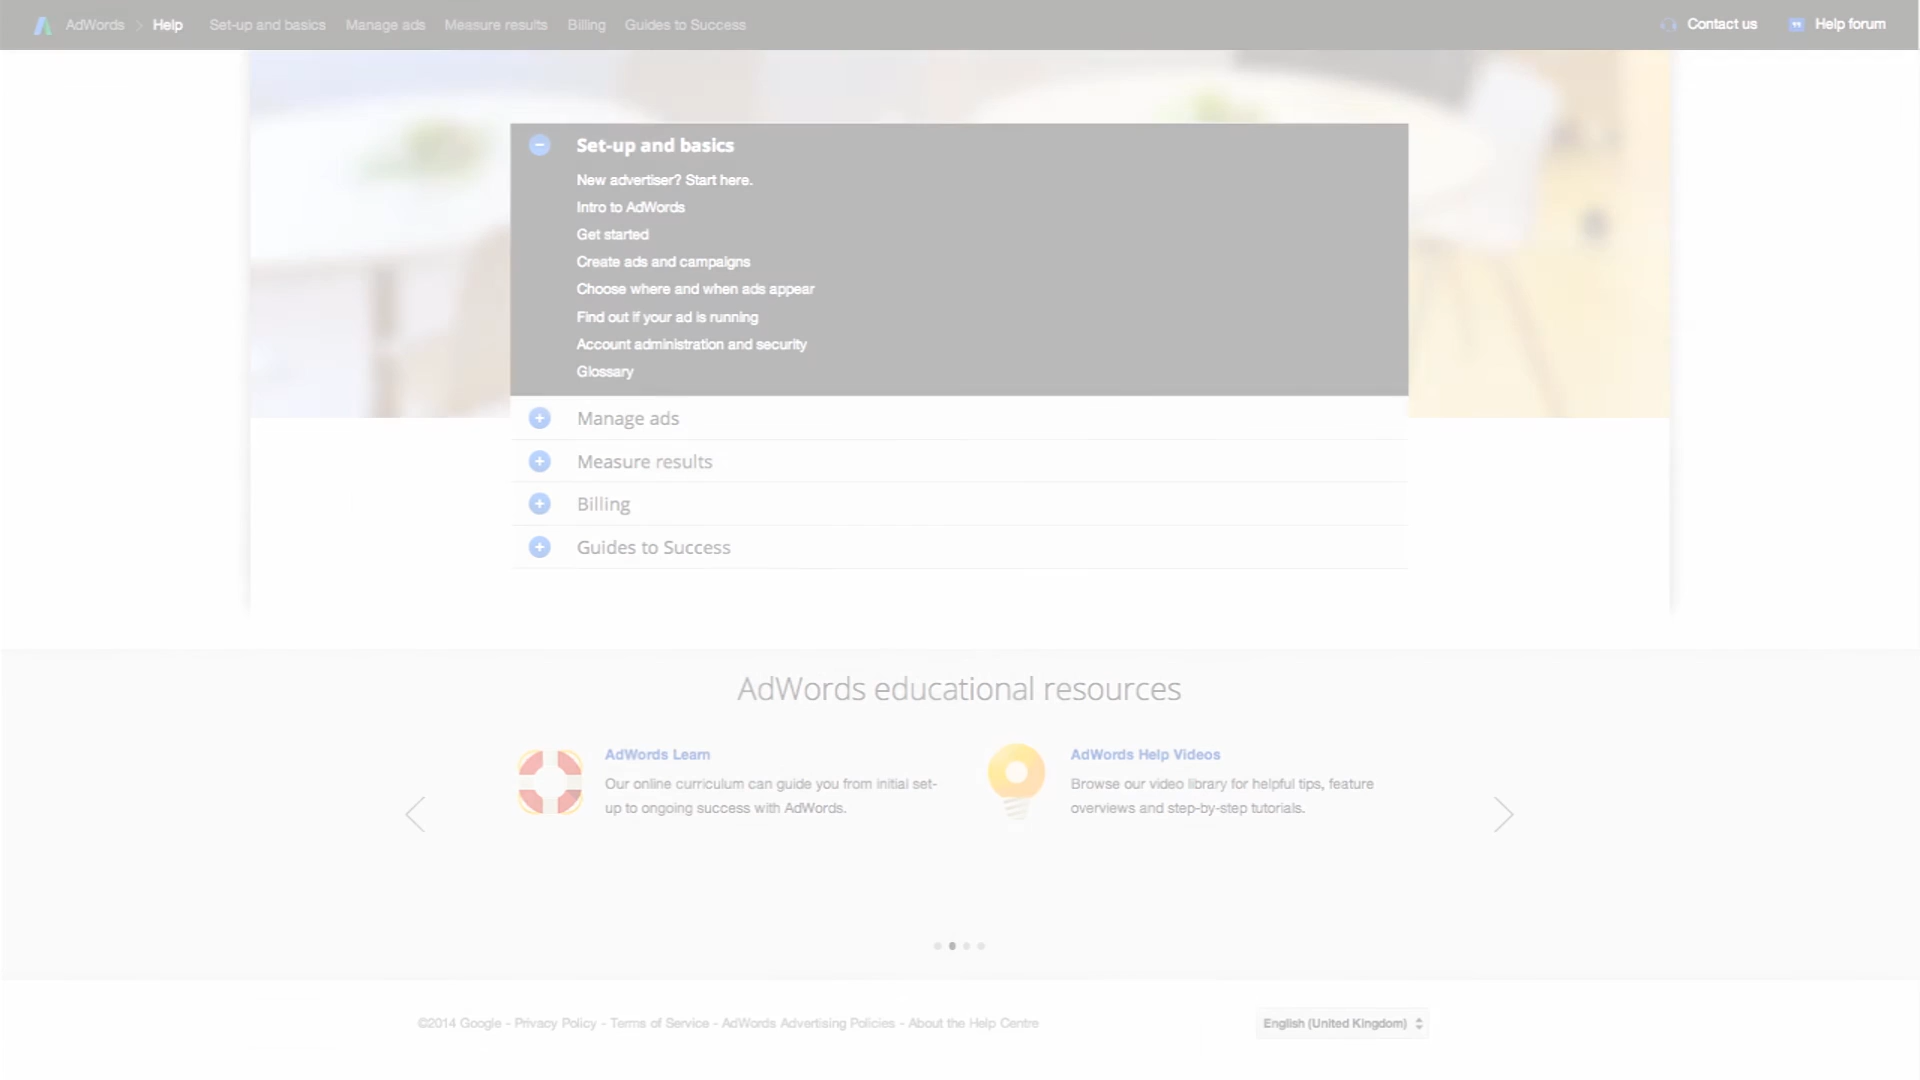 AdWords Help Set-up and basics Manage ads Measure results Billing Guides to Success Contact us Help forum
Set-up and basics
New advertiser? Start here.
Intro to AdWords
Get started
Create ads and campaigns
Choose where and when ads appear
Find out if your ad is running
Account administration and security
Glossary
Manage ads
Measure results
Billing
Guides to Success
AdWords educational resources
AdWords Learn
Our online curriculum can guide you from initial set-
up to ongoing success with AdWords.
AdWords Help Videos
Browse our video library for helpful tips, feature
overviews and step-by-step tutorials.
©2014 Google - Privacy Policy - Terms of Service - AdWords Advertising Policies - About the Help Centre
English (United Kingdom)